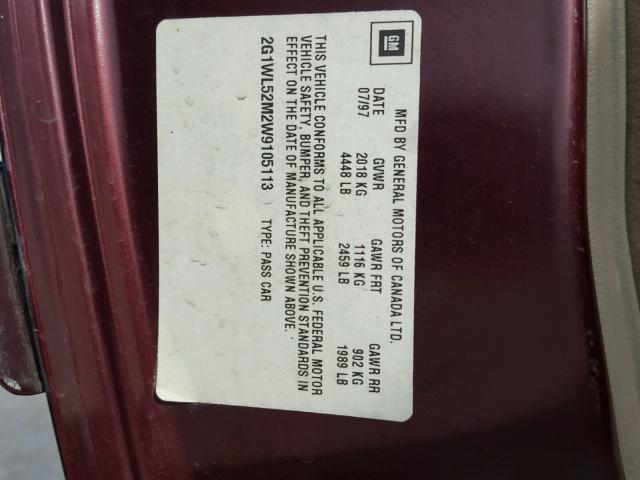 GM
MFD BY GENERAL MOTORS OF CANADA LTD.
DATE GVWR GAWR FRT GAWR RR
07/97 2018 KG 1116 KG 902 KG
4448 LB 2459 LB 1989 LB
THIS VEHICLE CONFORMS TO ALL APPLICABLE U.S. FEDERAL MOTOR
VEHICLE SAFETY, BUMPER, AND THEFT PREVENTION STANDARDS IN
EFFECT ON THE DATE OF MANUFACTURE SHOWN ABOVE.
2G1WL52M2W9105113 TYPE: PASS CAR